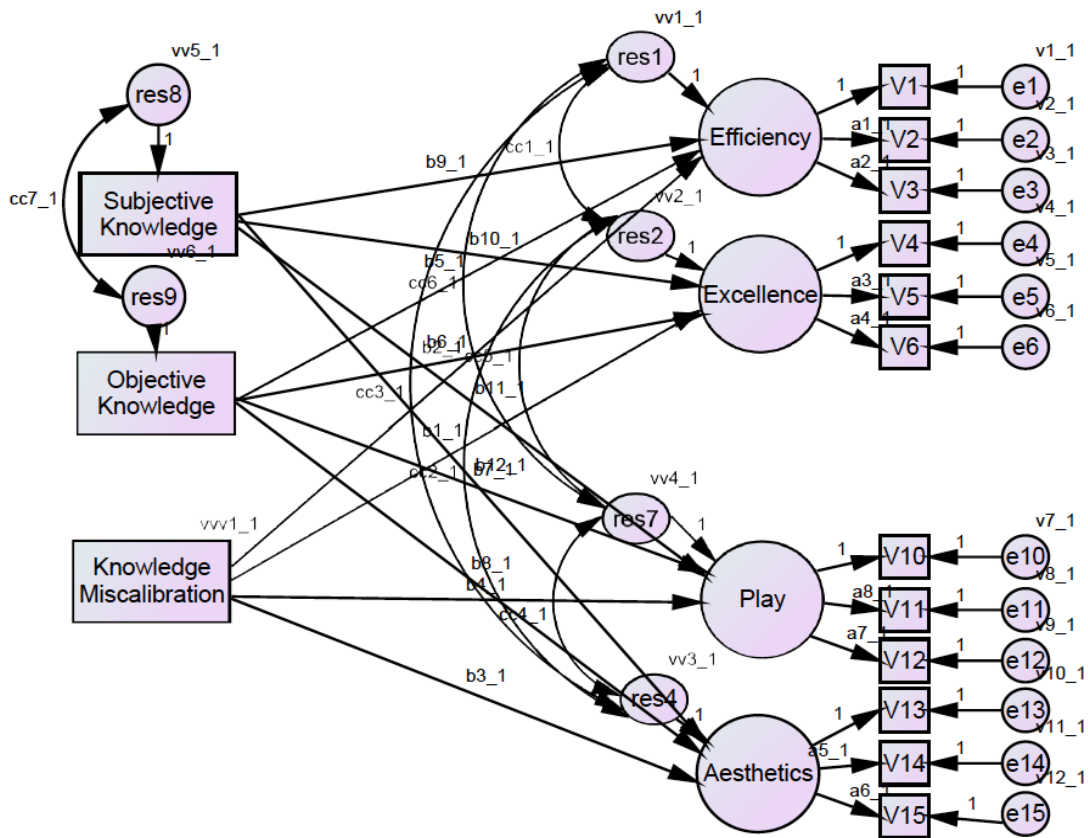 vv1_1
v1_1
vv5_1
res1
1
1
V1
1
e1
res8
1
v2_1
Efficiency
a1_1
V2
1
e2
1
cc1_1
v3_1
b9_1
a2_1
V3
1
e3
cc7_1
Subjective
Knowledge
vv2_1
v4_1
res2
1
1
V4
1
e4
vv6_1
b10_1
v5_1
b5_1
cc6_1
Excellence
a3_1
V5
1
e5
res9
v6_1
1
a4_1
V6
1
e6
b6_1
b2_1
cc5_1
Objective
Knowledge
cc3_1
b11_1
b1_1
b12_1
b7_1
cc2_1
vv4_1
vvv1_1
res7
1
v7_1
1
V10
1
e10
Knowledge
Miscalibration
b8_1
v8_1
b4_1
Play
a8_1
V11
1
e11
cc4_1
v9_1
a7_1
V12
1
e12
vv3_1
v10_1
b3_1
res4
1
1
V13
1
e13
v11_1
a5_1
Aesthetics
V14
1
e14
v12_1
a6_1
V15
1
e15